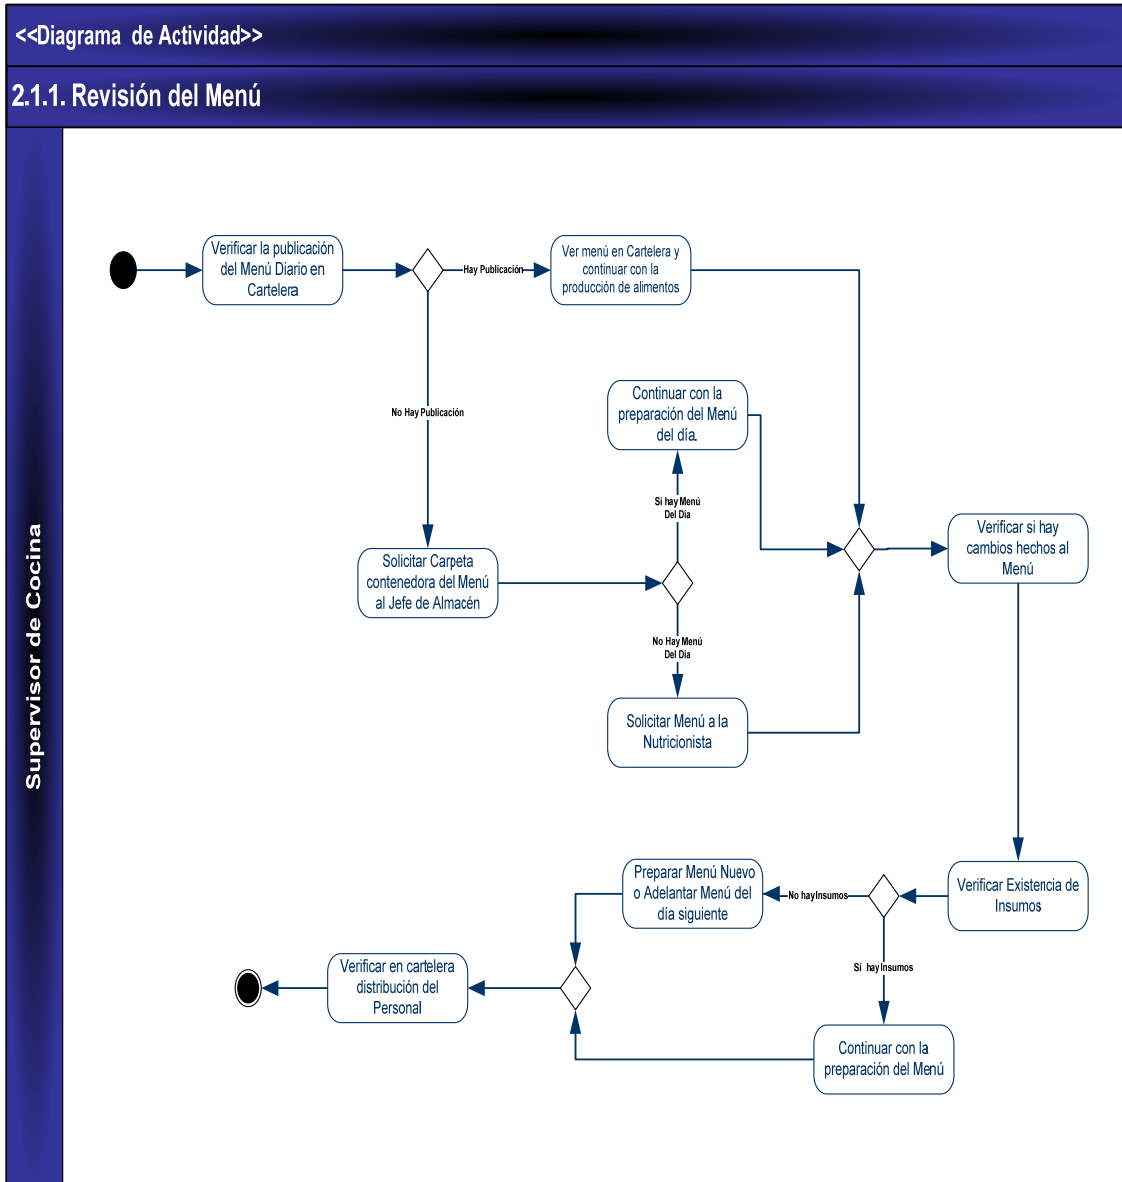 <<Diagrama de Actividad>>
2.1.1. Revisión del Menú
Supervisor de Cocina
Verificar la publicación
del Menú Diario en
Cartelera
Hay Publicación
Ver menú en Cartelera y
continuar con la
producción de alimentos
No Hay Publicación
Continuar con la
preparación del Menú
del día.
Si hay Menú
Del Día
Solicitar Carpeta
contenedora del Menú
al Jefe de Almacén
Verificar si hay
cambios hechos al
Menú
No Hay Menú
Del Día
Solicitar Menú a la
Nutricionista
Preparar Menú Nuevo
o Adelantar Menú del
día siguiente
No hay Insumos
Verificar Existencia de
Insumos
Si hay Insumos
Verificar en cartelera
distribución del
Personal
Continuar con la
preparación del Menú